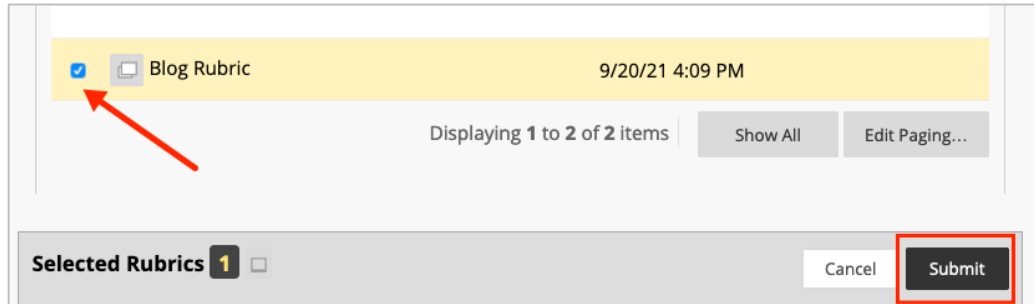 Blog Rubric 9/20/21 4:09 PM
Displaying 1 to 2 of 2 items Show All Edit Paging...
Selected Rubrics 1 Cancel Submit